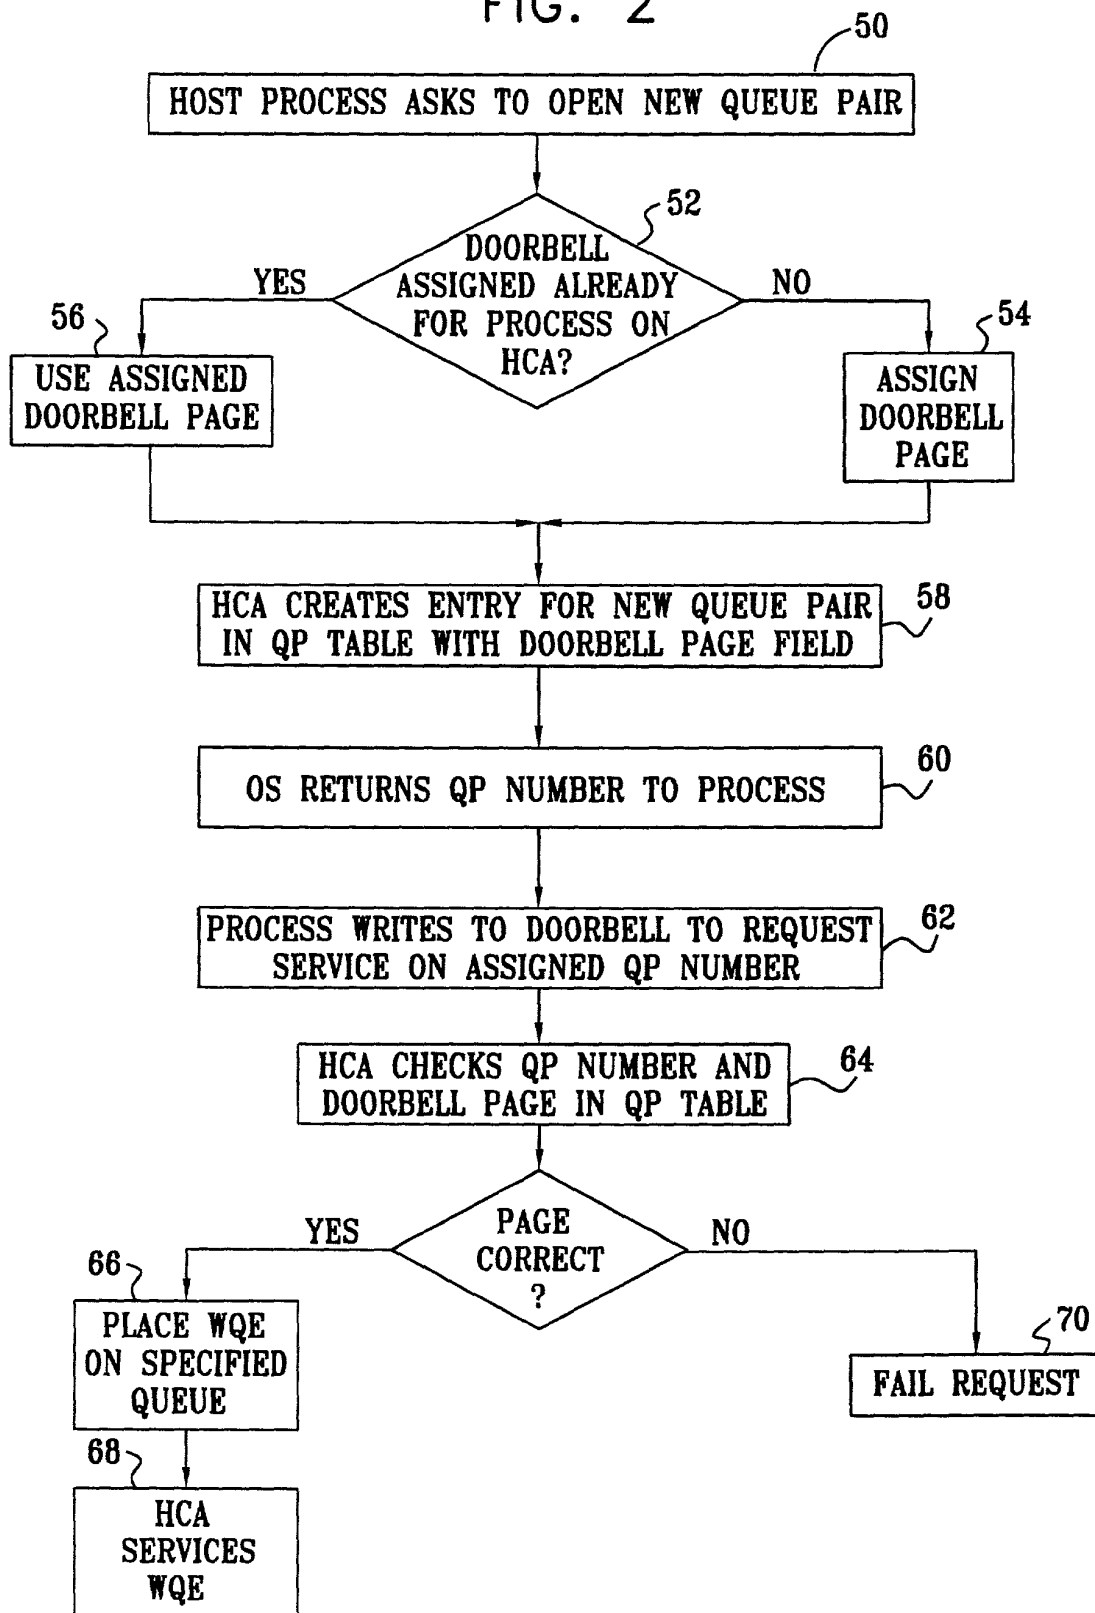 FIG. 2
50
HOST PROCESS ASKS TO OPEN NEW QUEUE PAIR
52
DOORBELL
ASSIGNED ALREADY
FOR PROCESS ON
HCA?
YES
NO
56
USE ASSIGNED
DOORBELL PAGE
54
ASSIGN
DOORBELL
PAGE
58
HCA CREATES ENTRY FOR NEW QUEUE PAIR
IN QP TABLE WITH DOORBELL PAGE FIELD
60
OS RETURNS QP NUMBER TO PROCESS
62
PROCESS WRITES TO DOORBELL TO REQUEST
SERVICE ON ASSIGNED QP NUMBER
64
HCA CHECKS QP NUMBER AND
DOORBELL PAGE IN QP TABLE
PAGE
CORRECT
?
YES
NO
66
PLACE WQE
ON SPECIFIED
QUEUE
70
FAIL REQUEST
68
HCA
SERVICES
WQE